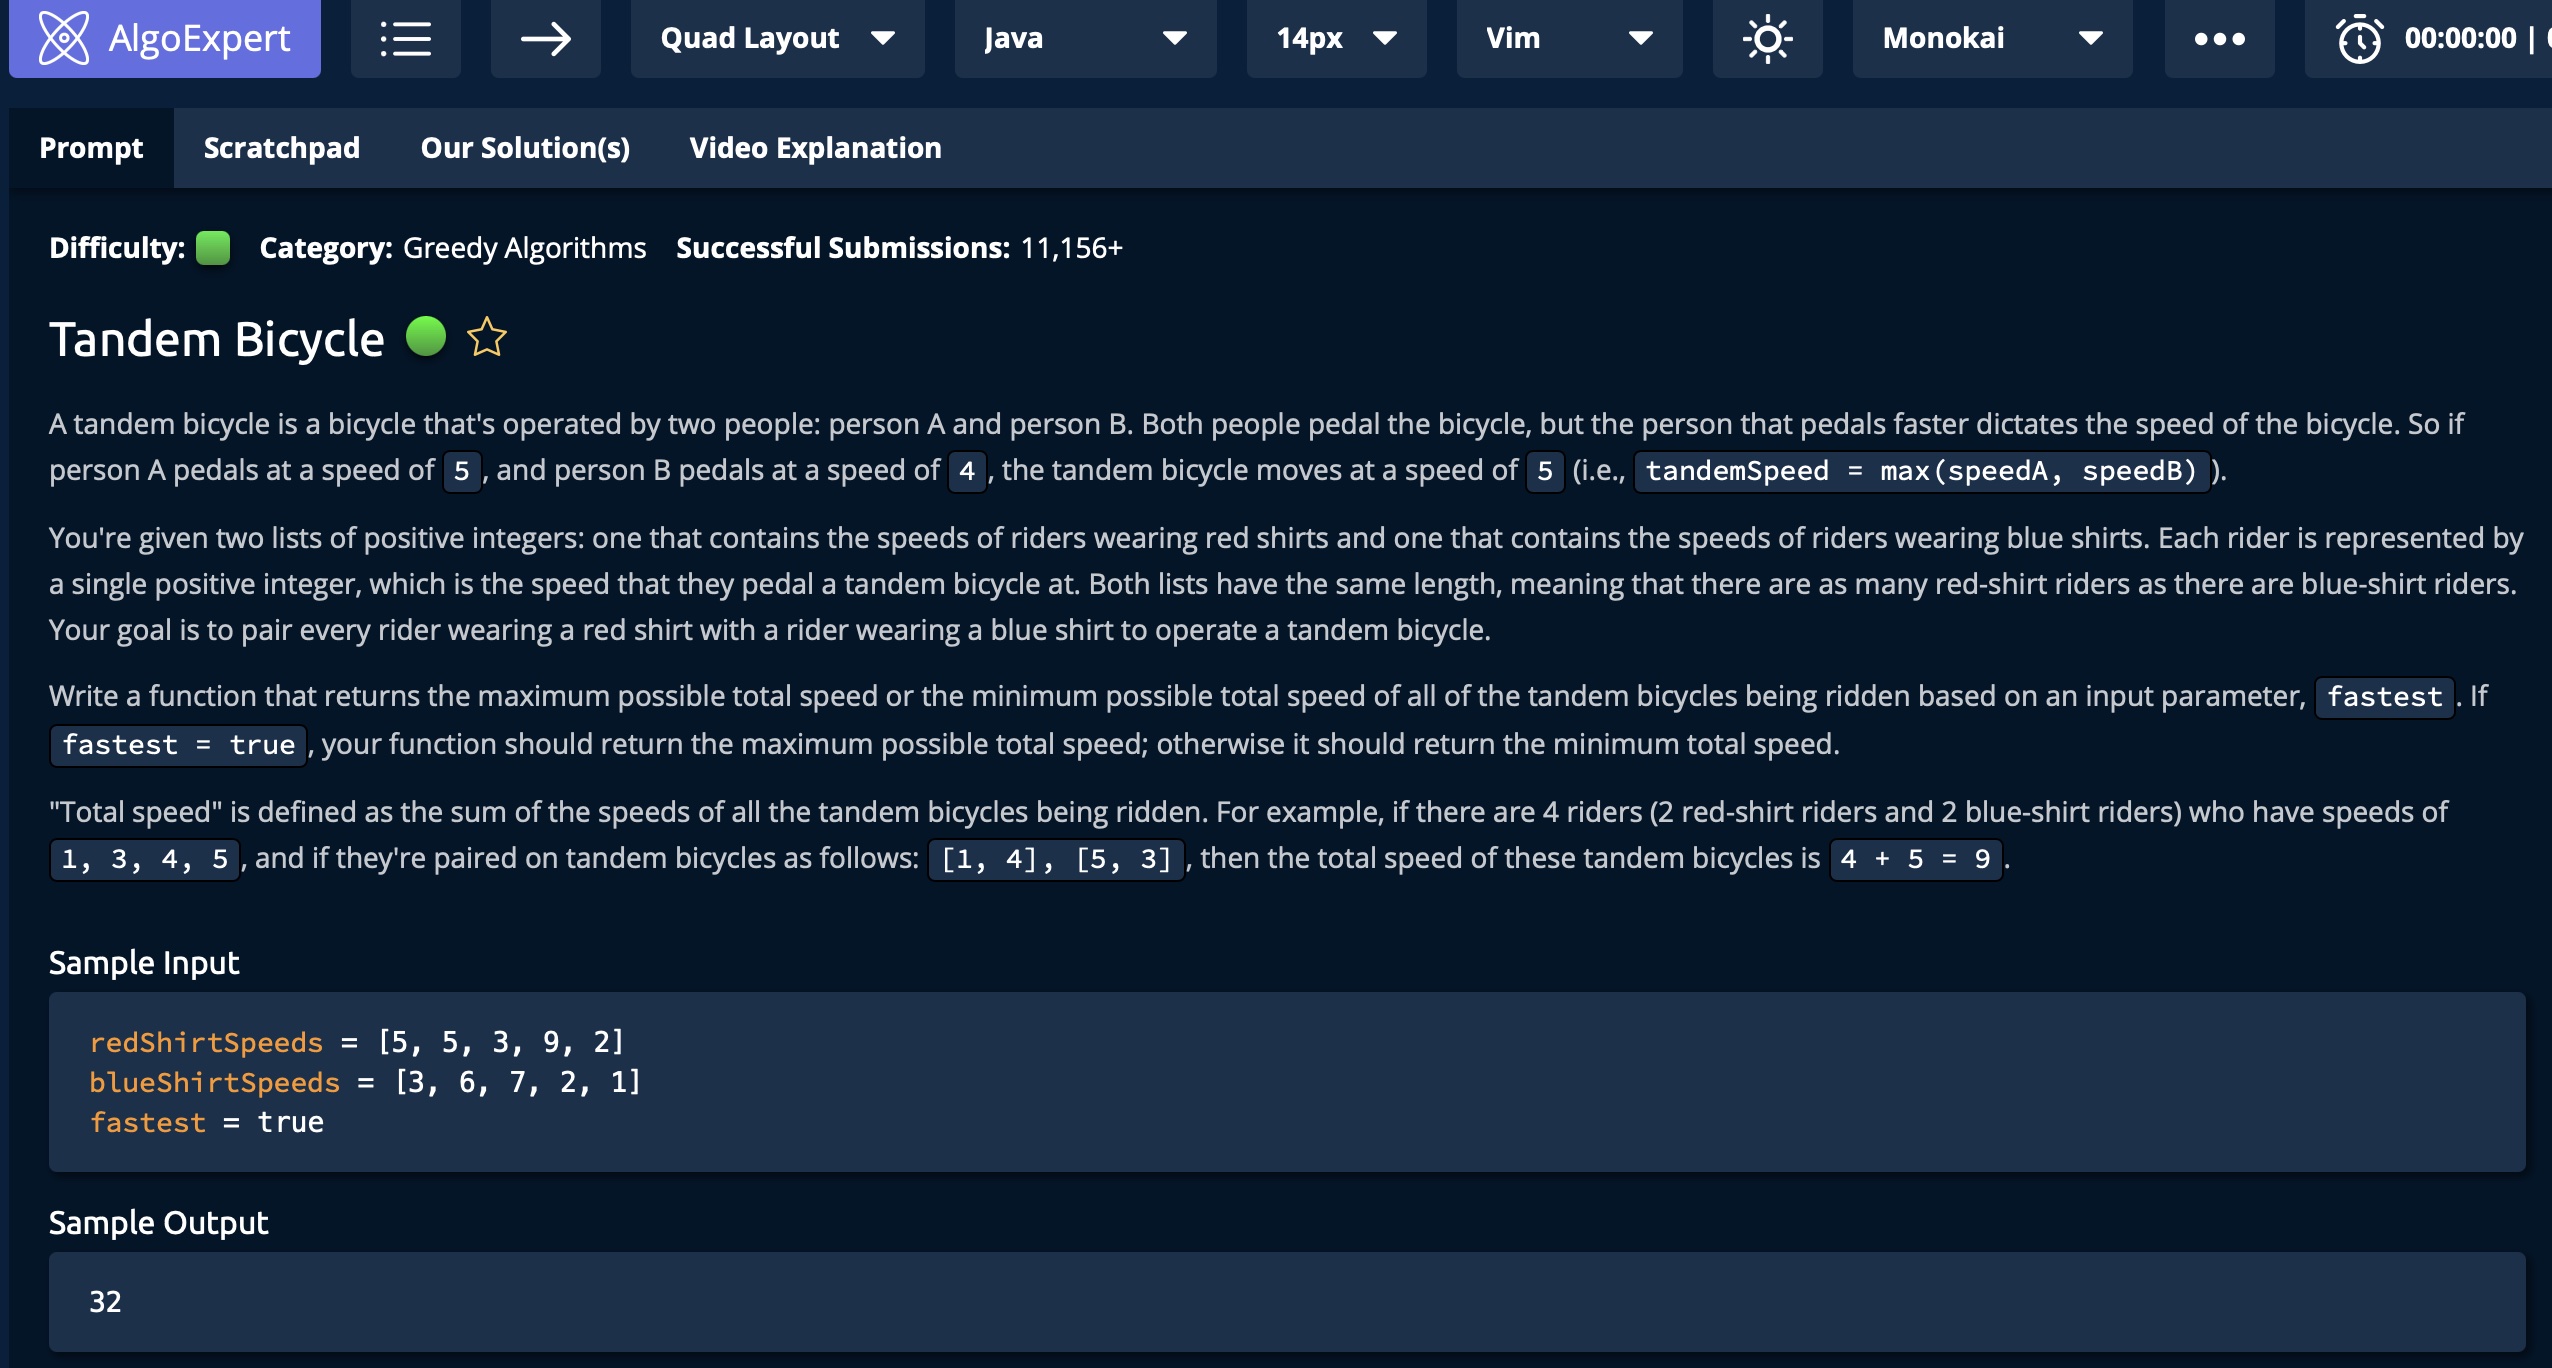 AlgoExpert Quad Layout Java 14px Vim Monokai 00:00:00 |
Prompt Scratchpad Our Solution(s) Video Explanation
Difficulty: Category: Greedy Algorithms Successful Submissions: 11,156+
Tandem Bicycle
A tandem bicycle is a bicycle that's operated by two people: person A and person B. Both people pedal the bicycle, but the person that pedals faster dictates the speed of the bicycle. So if
person A pedals at a speed of 5, and person B pedals at a speed of 4, the tandem bicycle moves at a speed of 5 (i.e., tandemSpeed = max(speedA, speedB)).
You're given two lists of positive integers: one that contains the speeds of riders wearing red shirts and one that contains the speeds of riders wearing blue shirts. Each rider is represented by
a single positive integer, which is the speed that they pedal a tandem bicycle at. Both lists have the same length, meaning that there are as many red-shirt riders as there are blue-shirt riders.
Your goal is to pair every rider wearing a red shirt with a rider wearing a blue shirt to operate a tandem bicycle.
Write a function that returns the maximum possible total speed or the minimum possible total speed of all of the tandem bicycles being ridden based on an input parameter, fastest. If
fastest = true, your function should return the maximum possible total speed; otherwise it should return the minimum total speed.
"Total speed" is defined as the sum of the speeds of all the tandem bicycles being ridden. For example, if there are 4 riders (2 red-shirt riders and 2 blue-shirt riders) who have speeds of
1, 3, 4, 5, and if they're paired on tandem bicycles as follows: [1, 4], [5, 3], then the total speed of these tandem bicycles is 4 + 5 = 9.
Sample Input
redShirtSpeeds = [5, 5, 3, 9, 2]
blueShirtSpeeds = [3, 6, 7, 2, 1]
fastest = true
Sample Output
32